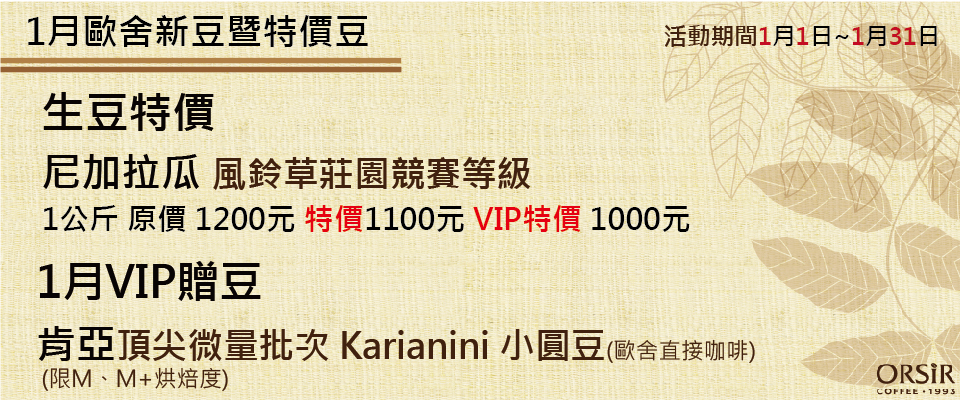 1月歐舍新豆暨特價豆
活動期間1月1日~1月31日
生豆特價
尼加拉瓜 風鈴草莊園競賽等級
1公斤 原價 1200元 特價1100元 VIP特價 1000元
1月VIP贈豆
肯亞頂尖微量批次 Karianini 小圓豆(歐舍直接咖啡)
(限M、M+烘焙度)
ORSiR
COFFEE•1993